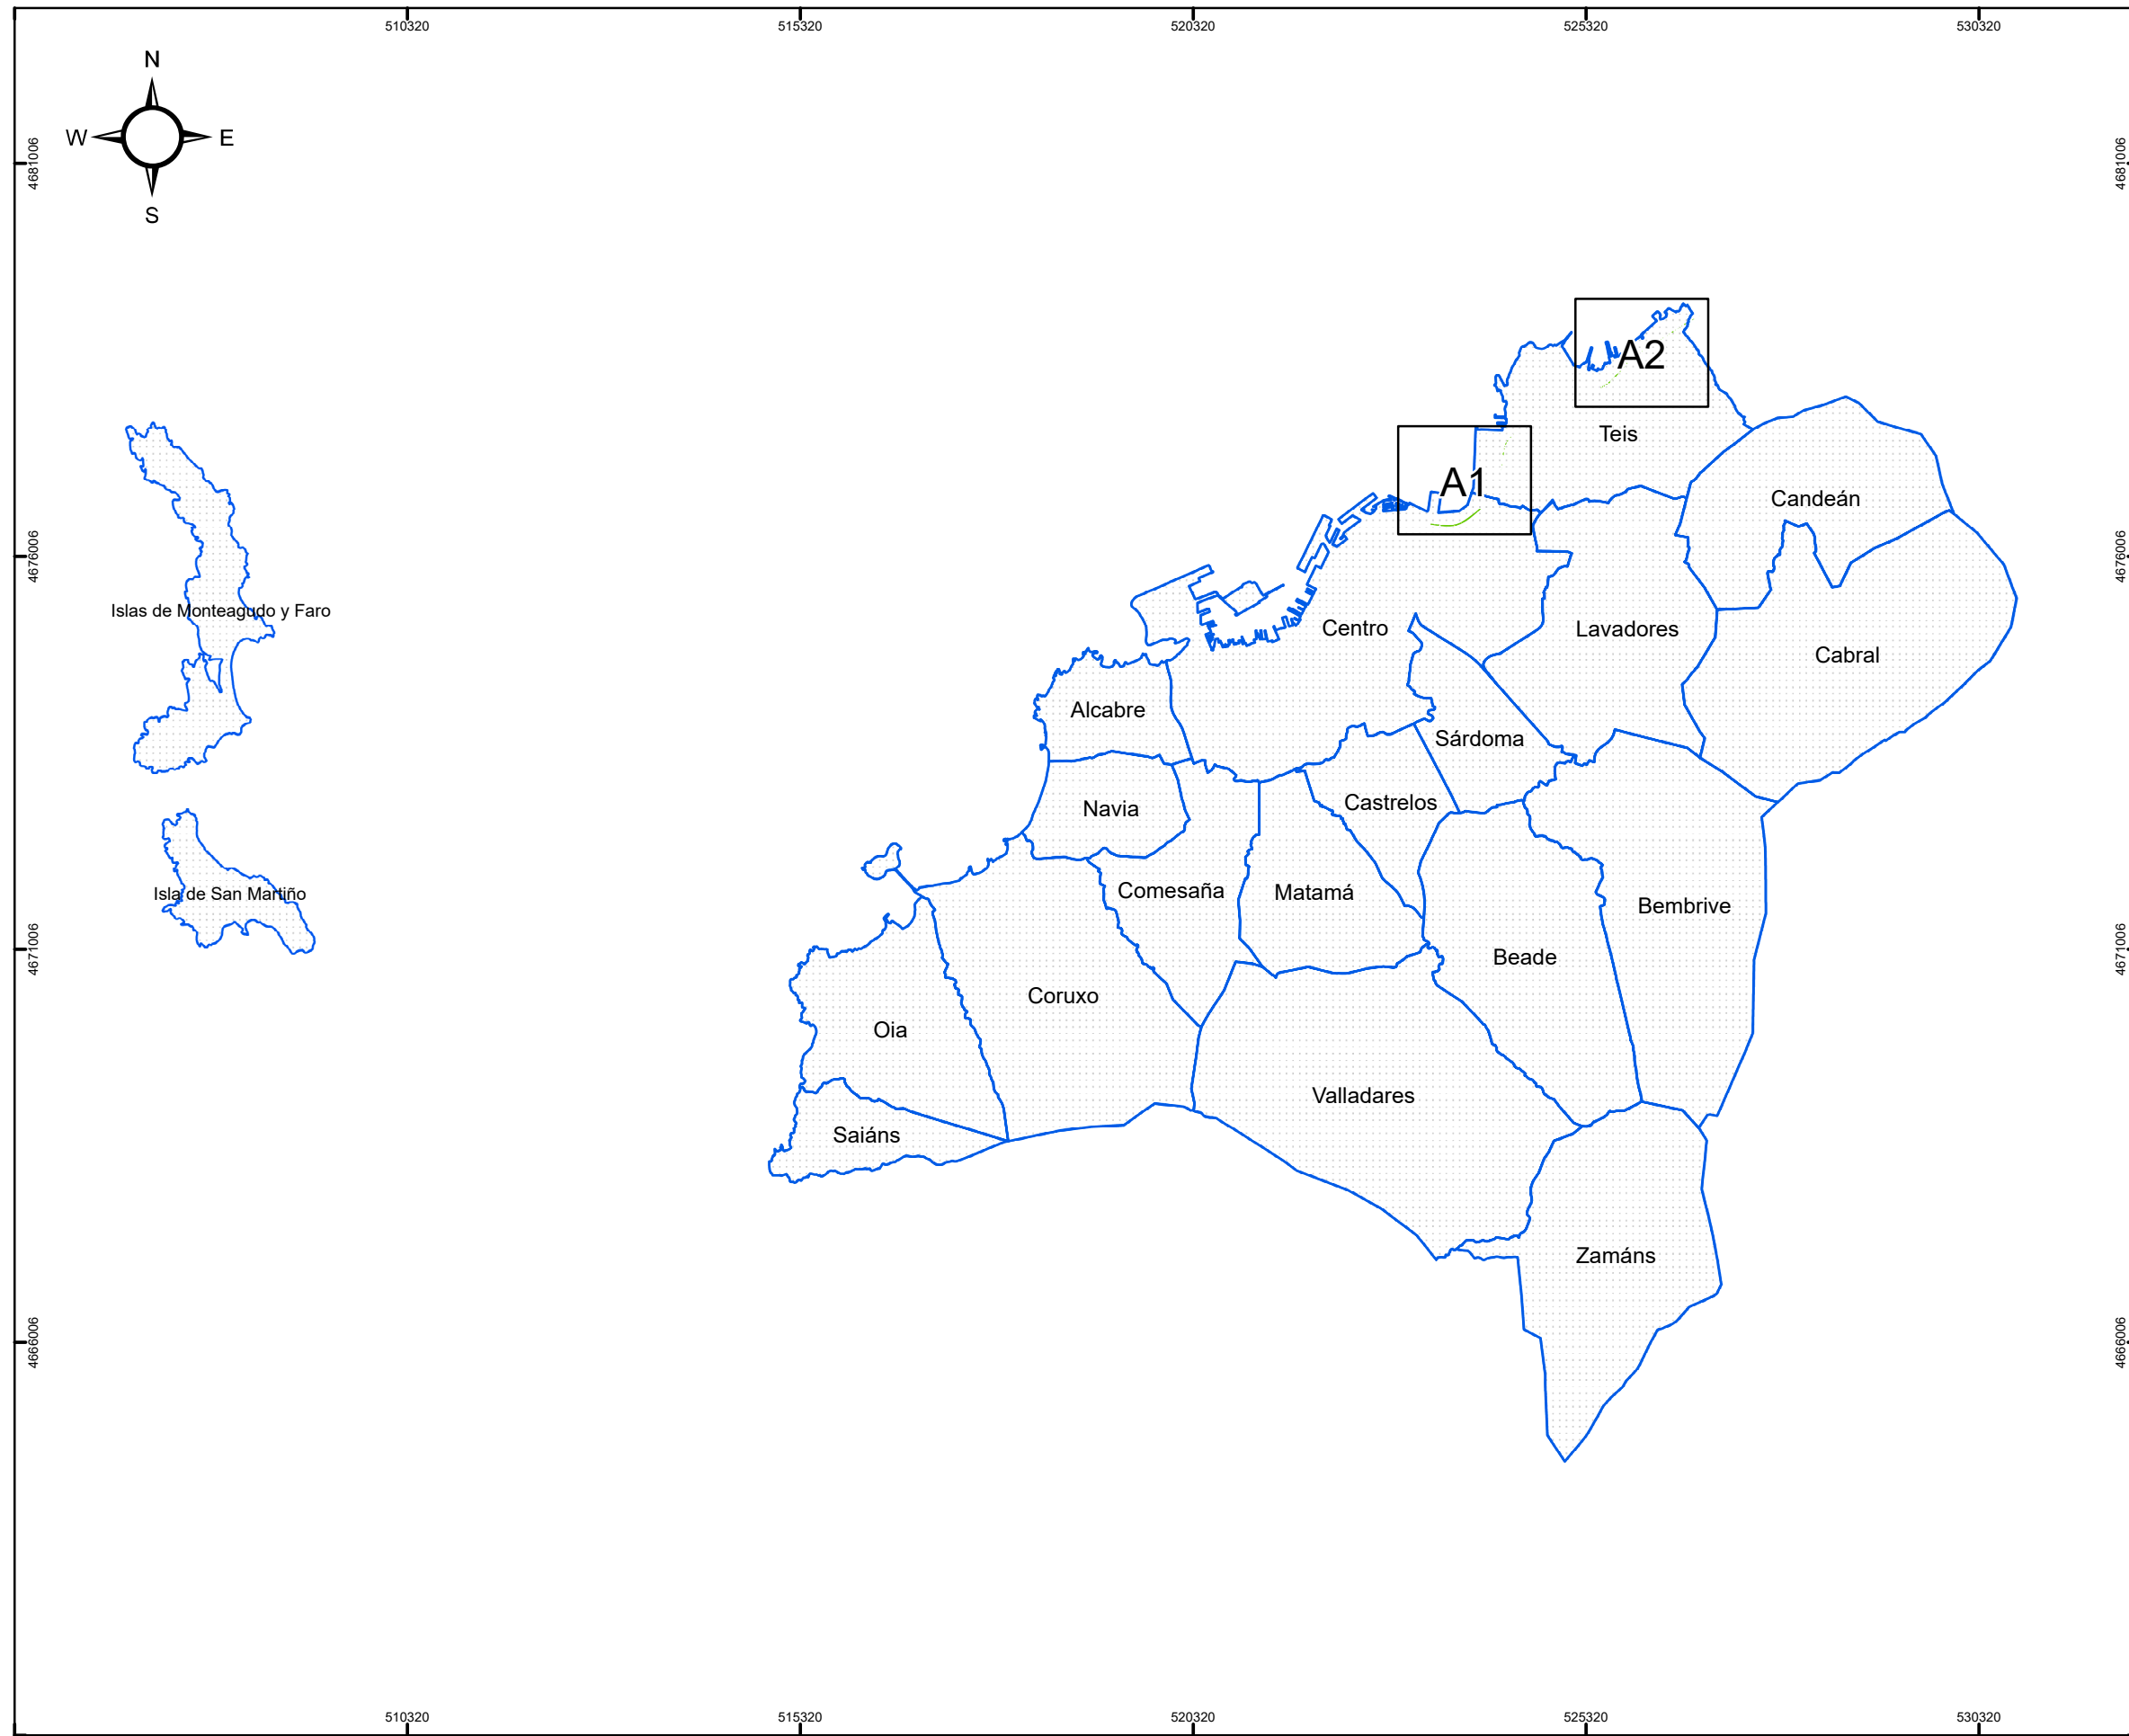 510320
515320
520320
525320
530320
N
W
E
S
4681006
4681006
A2
Teis
A1
Candeán
4676006
4676006
Islas de Monteagudo y Faro
Centro
Lavadores
Cabral
Alcabre
Sárdoma
Navia
Castrelos
Comesaña
Matamá
Isla de San Martiño
Bembrive
4671006
4671006
Beade
Coruxo
Oia
Valladares
Saiáns
Zamáns
4666006
4666006
510320
515320
520320
525320
530320